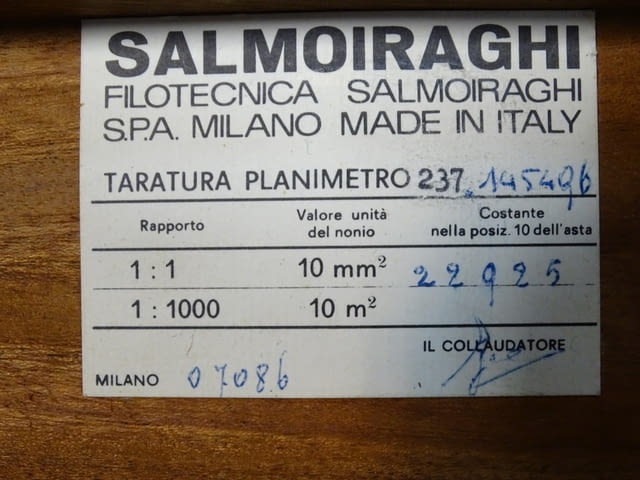 SALMOIRAGHI
FILOTECNICA SALMOIRAGHI
S.P.A. MILANO MADE IN ITALY
TARATURA PLANIMETRO 237.145496
Rapporto Valore unità del nonio Costante nella posiz. 10 dell'asta
1 : 1 10 mm² 22925
1 : 1000 10 m²
IL COLLAUDATORE
MILANO 07086